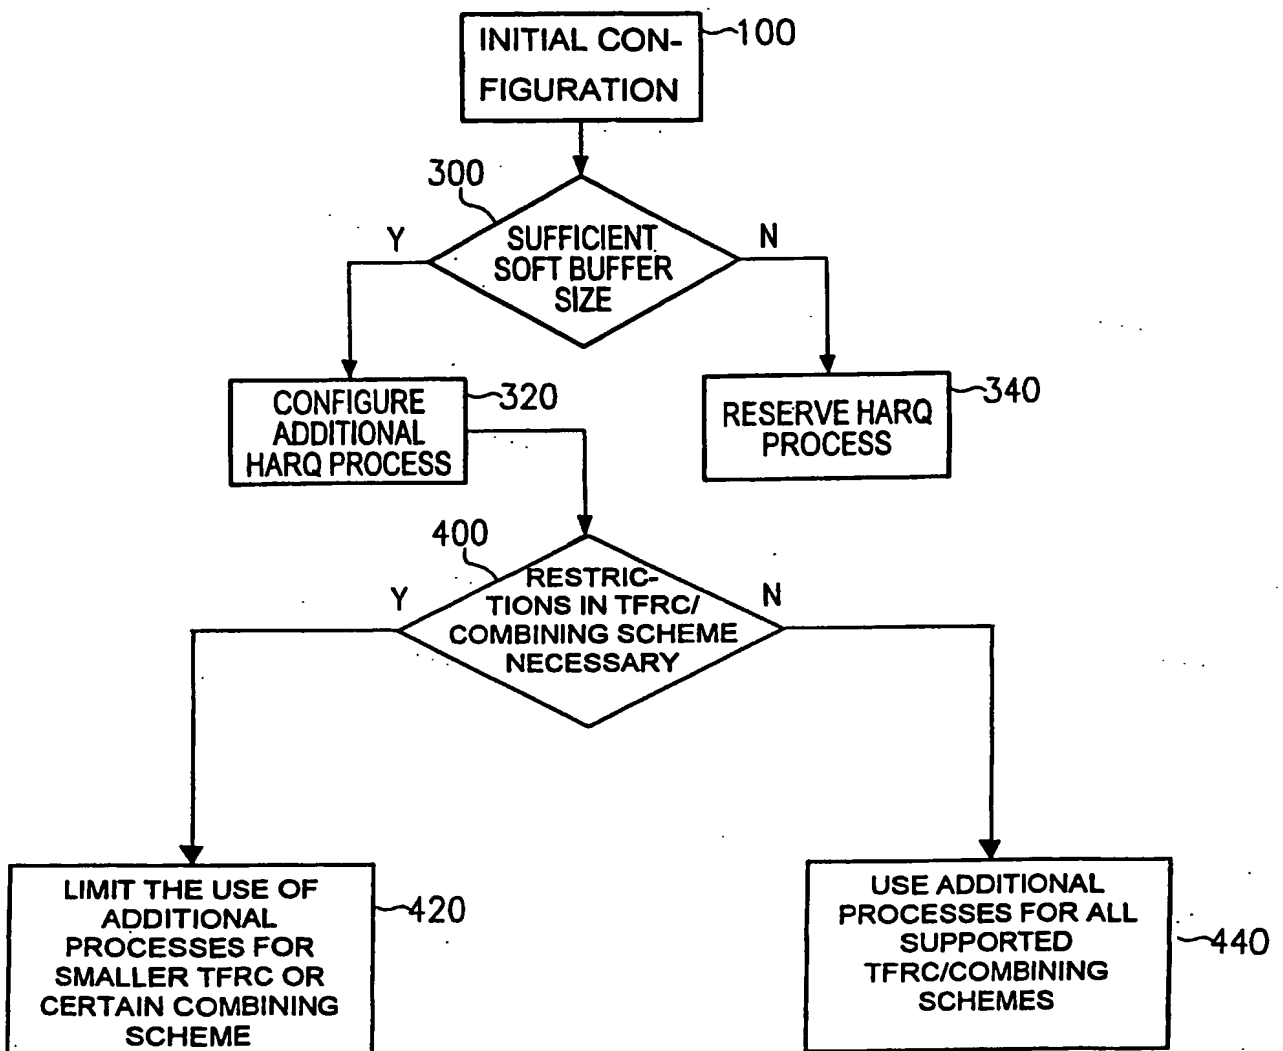 INITIAL CON-
FIGURATION
100
300
Y
SUFFICIENT
SOFT BUFFER
SIZE
N
CONFIGURE
ADDITIONAL
HARQ PROCESS
320
RESERVE HARQ
PROCESS
340
400
Y
RESTRIC-
TIONS IN TFRC/
COMBINING SCHEME
NECESSARY
N
LIMIT THE USE OF
ADDITIONAL
PROCESSES FOR
SMALLER TFRC OR
CERTAIN COMBINING
SCHEME
420
USE ADDITIONAL
PROCESSES FOR ALL
SUPPORTED
TFRC/COMBINING
SCHEMES
440